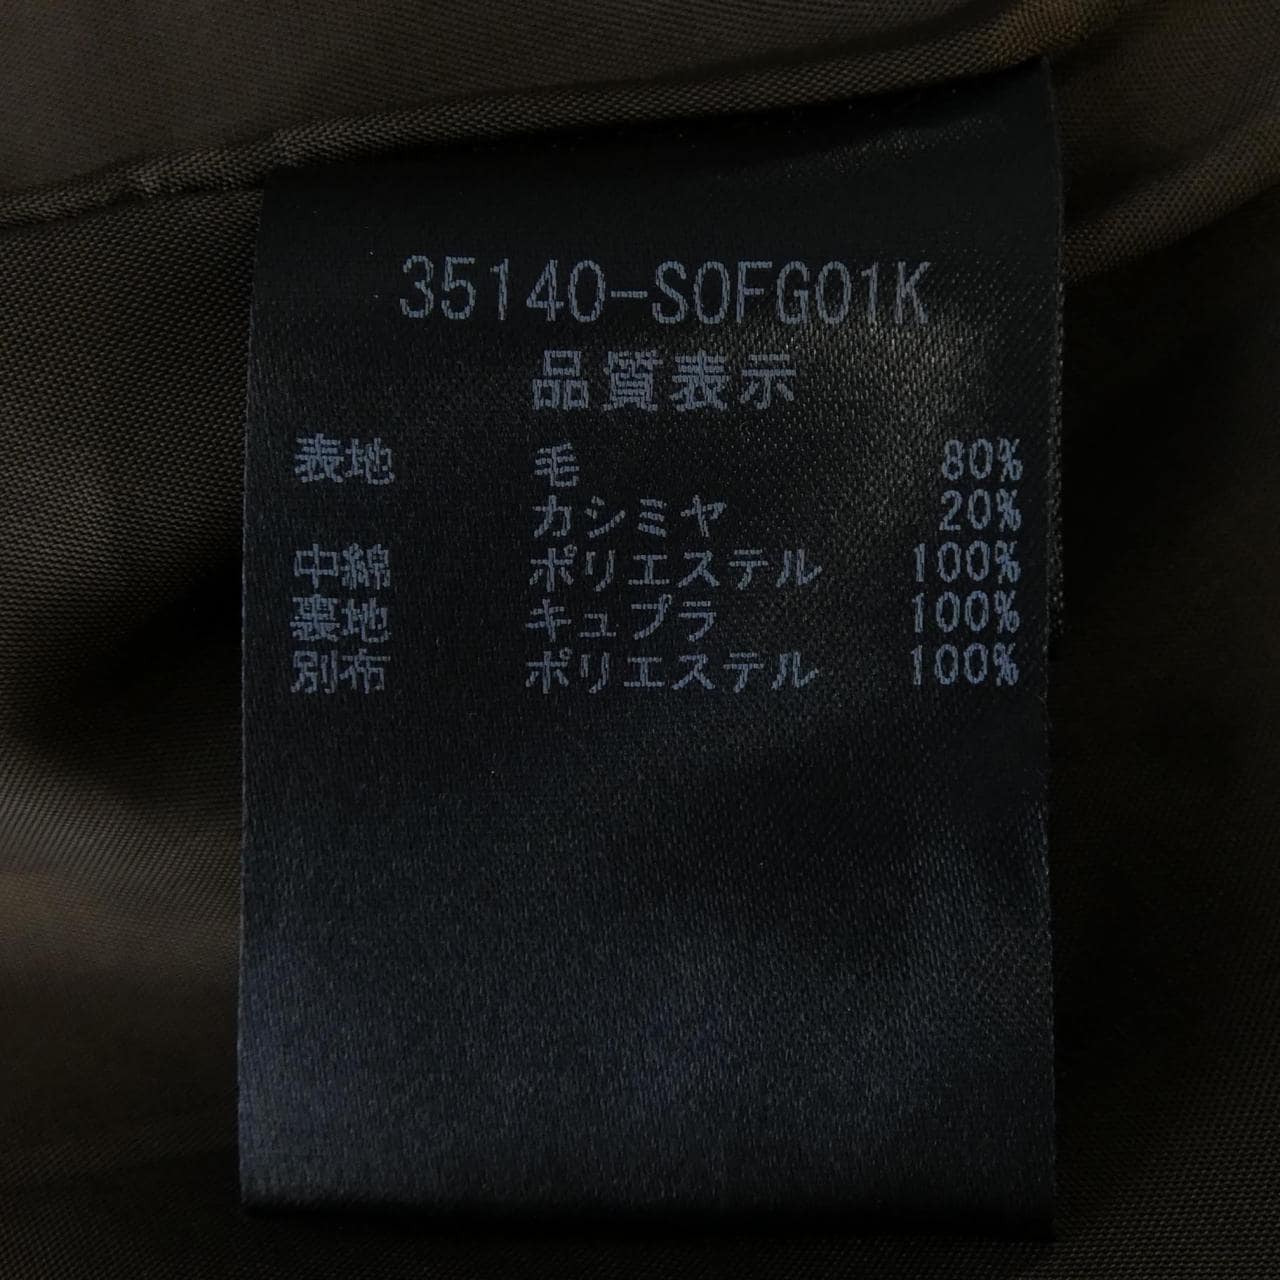 35140-SOFG01K
品質表示
表地 毛 80%
カシミヤ 20%
中綿 ポリエステル 100%
裏地 キュプラ 100%
別布 ポリエステル 100%